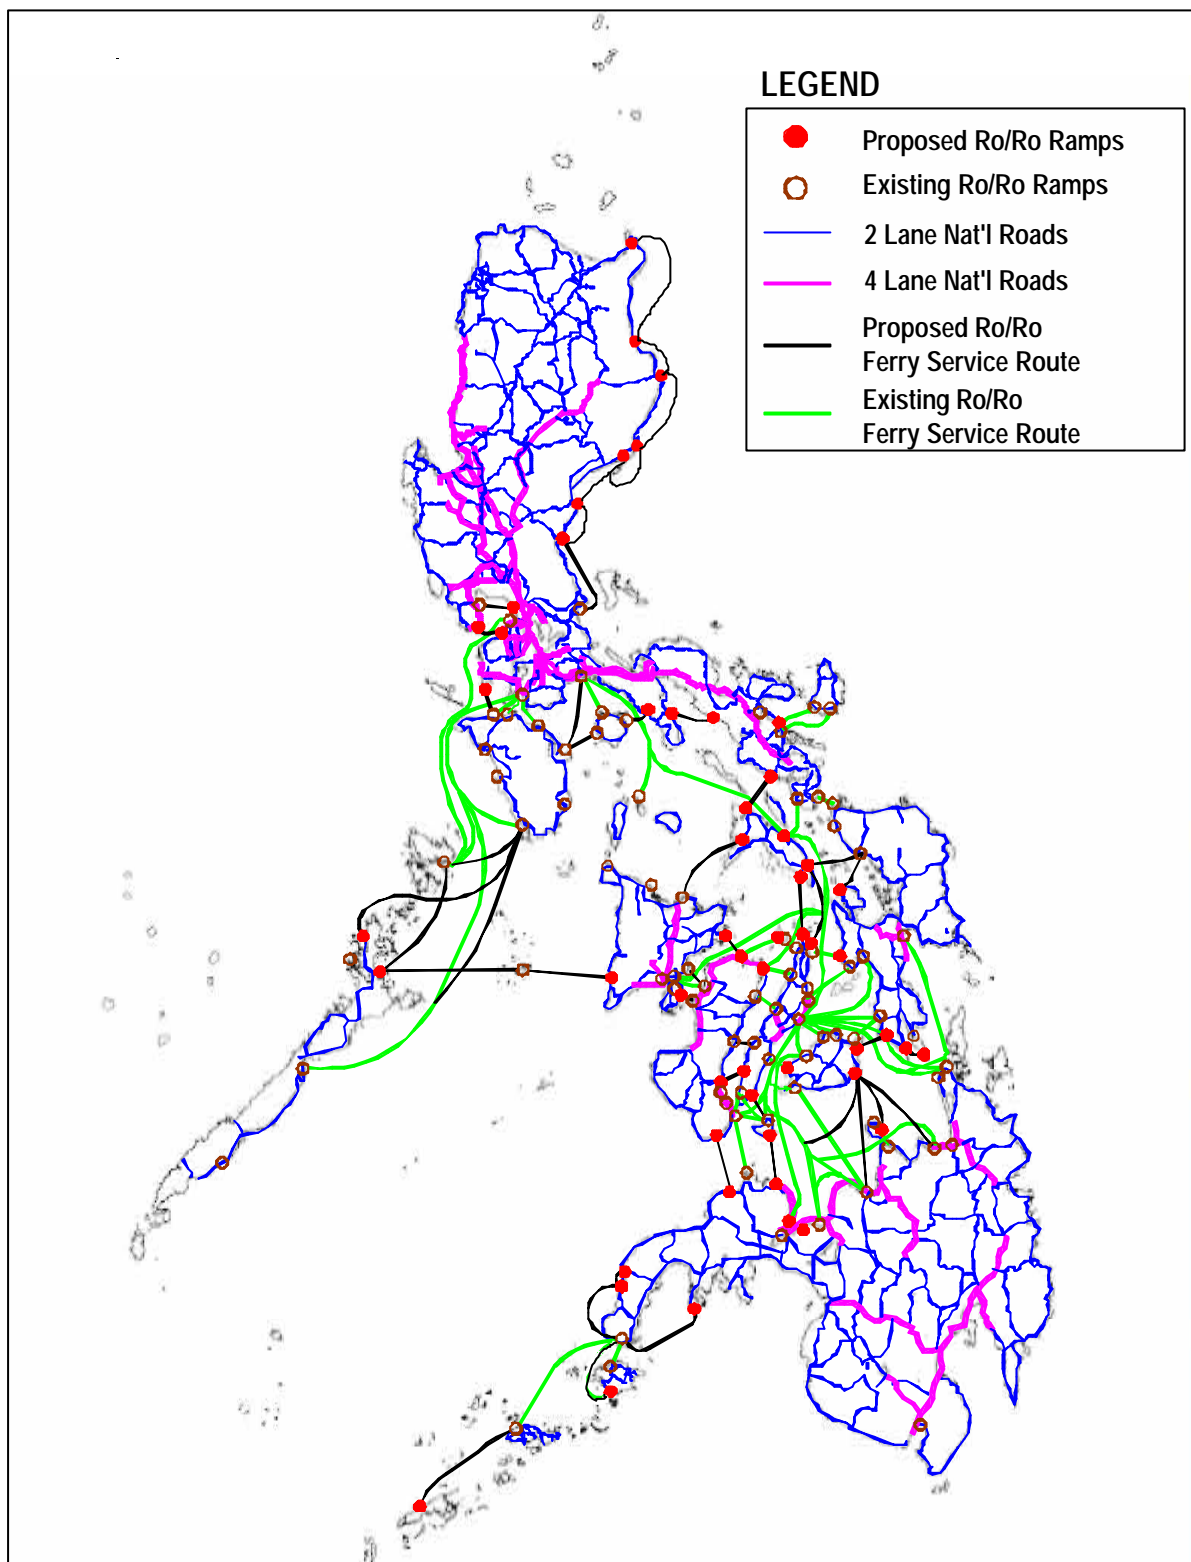 LEGEND
Proposed Ro/Ro Ramps
Existing Ro/Ro Ramps
2 Lane Nat'l Roads
4 Lane Nat'l Roads
Proposed Ro/Ro
Ferry Service Route
Existing Ro/Ro
Ferry Service Route